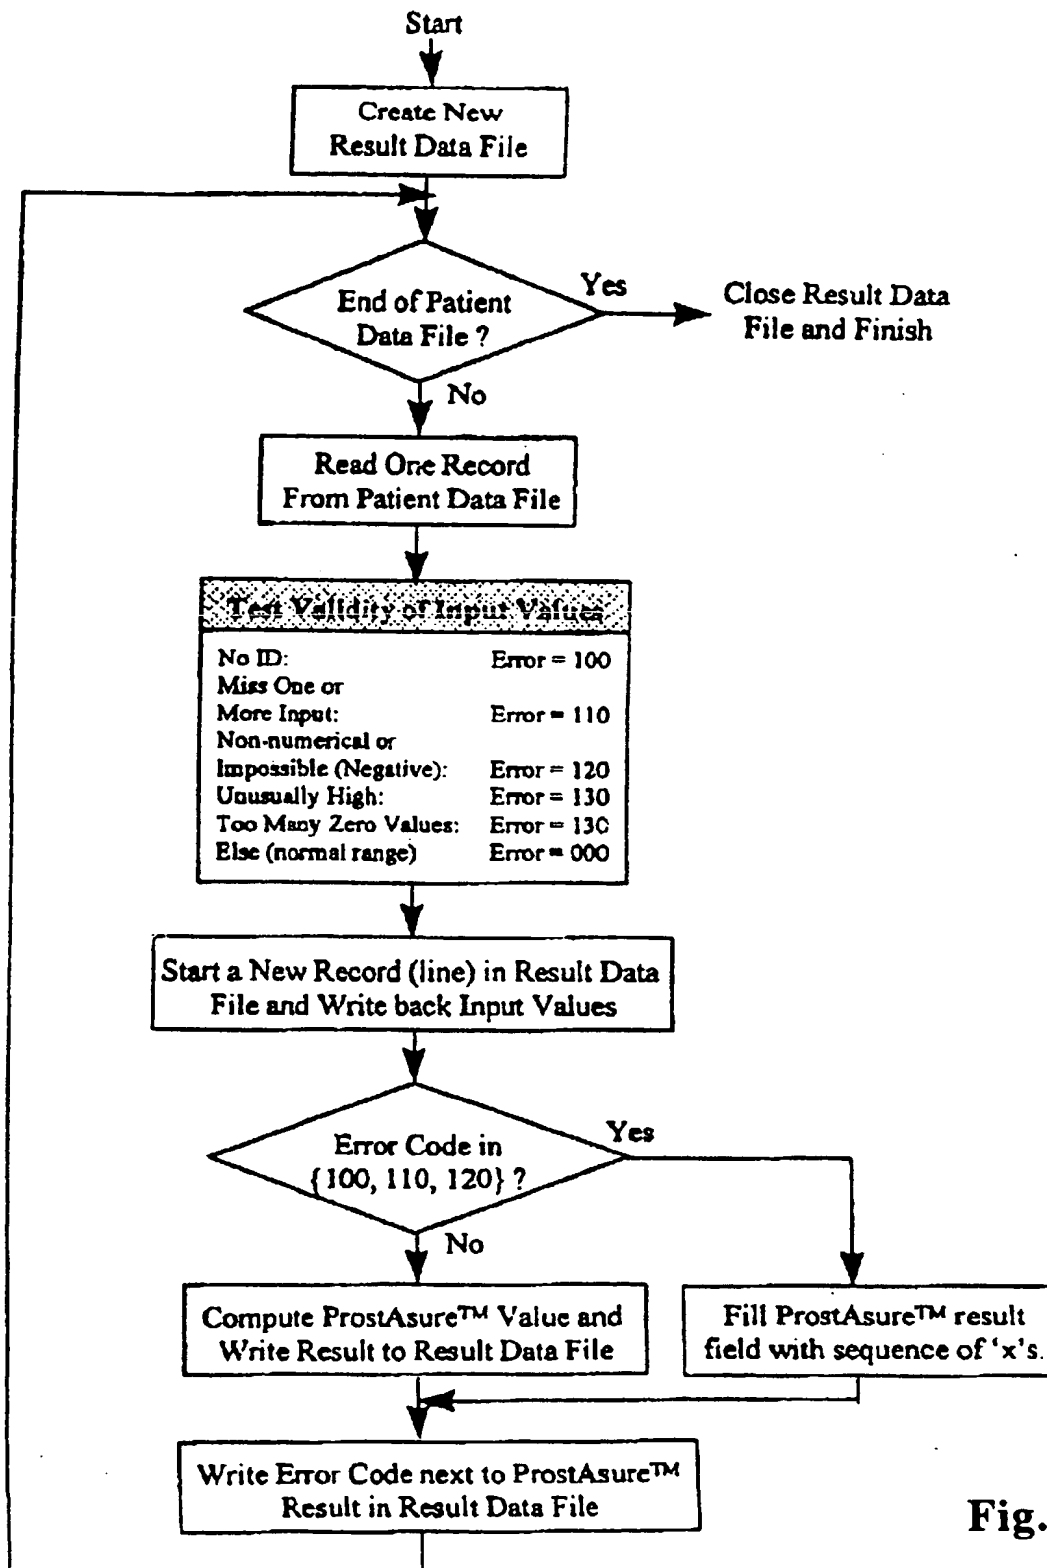 Start
Create New
Result Data File
End of Patient
Data File ?
Yes
Close Result Data
File and Finish
No
Read One Record
From Patient Data File
Test Validity of Input Values
No ID: Error = 100
Miss One or
More Input: Error = 110
Non-numerical or
Impossible (Negative): Error = 120
Unusually High: Error = 130
Too Many Zero Values: Error = 130
Else (normal range) Error = 000
Start a New Record (line) in Result Data
File and Write back Input Values
Error Code in
{100, 110, 120} ?
Yes
No
Compute ProstAsure™ Value and
Write Result to Result Data File
Fill ProstAsure™ result
field with sequence of 'x's.
Write Error Code next to ProstAsure™
Result in Result Data File
Fig.